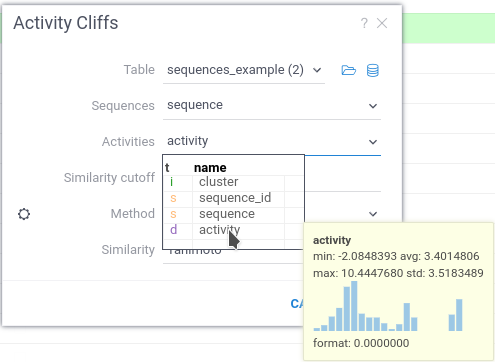 Activity Cliffs ?
Table sequences_example (2)
Sequences sequence
Activities activity
t name
i cluster
Similarity cutoff
s sequence_id
s sequence
Method
d activity
Similarity Tanimoto
CA
activity
min: -2.0848393 avg: 3.4014806
max: 10.4447680 std: 3.5183489
format: 0.0000000